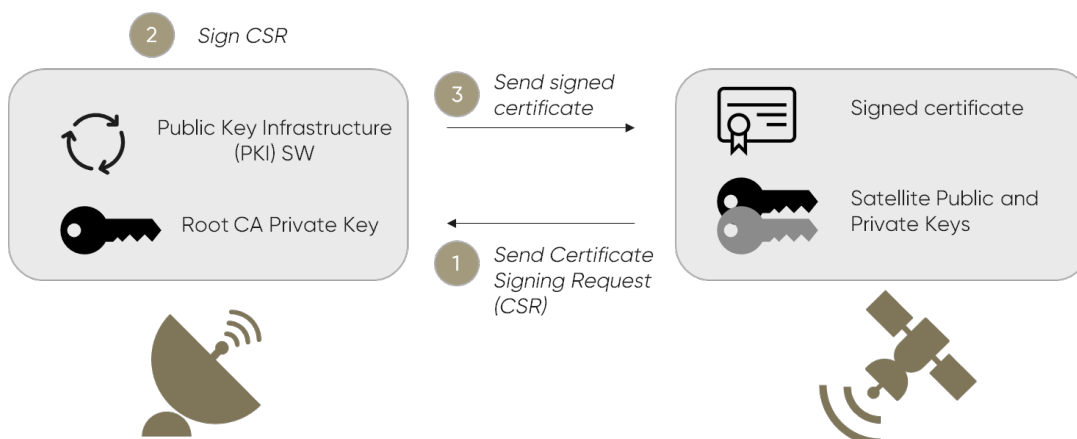 2
Sign CSR
Public Key Infrastructure
(PKI) SW
Root CA Private Key
3
Send signed
certificate
1
Send Certificate
Signing Request
(CSR)
Signed certificate
Satellite Public and
Private Keys